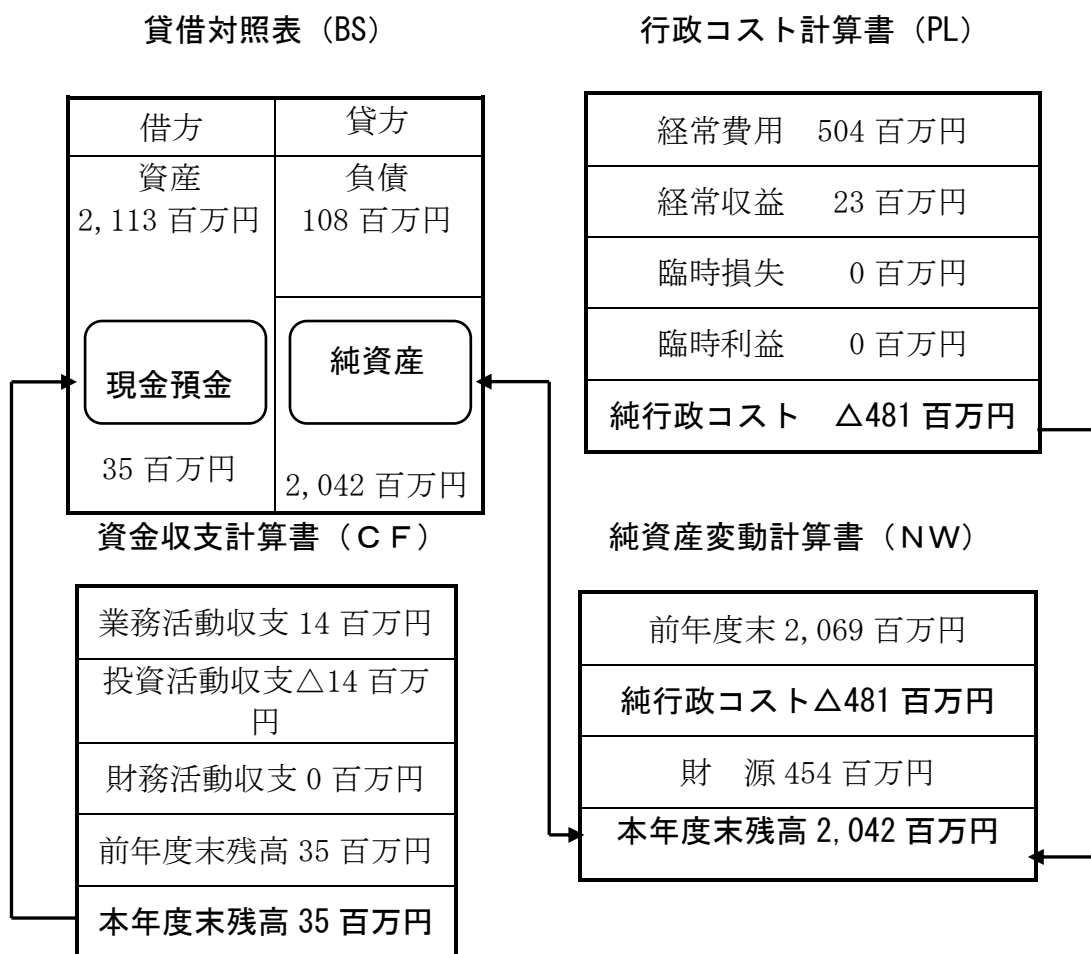 貸借対照表（BS）
借方 貸方
資産 負債
2,113 百万円 108 百万円
現金預金 純資産
35 百万円 2,042 百万円
行政コスト計算書（PL）
経常費用 504 百万円
経常収益 23 百万円
臨時損失 0 百万円
臨時利益 0 百万円
純行政コスト △481 百万円
資金収支計算書（ＣＦ）
業務活動収支 14 百万円
投資活動収支△14 百万
円
財務活動収支 0 百万円
前年度末残高 35 百万円
本年度末残高 35 百万円
純資産変動計算書（ＮＷ）
前年度末 2,069 百万円
純行政コスト△481 百万円
財　源 454 百万円
本年度末残高 2,042 百万円